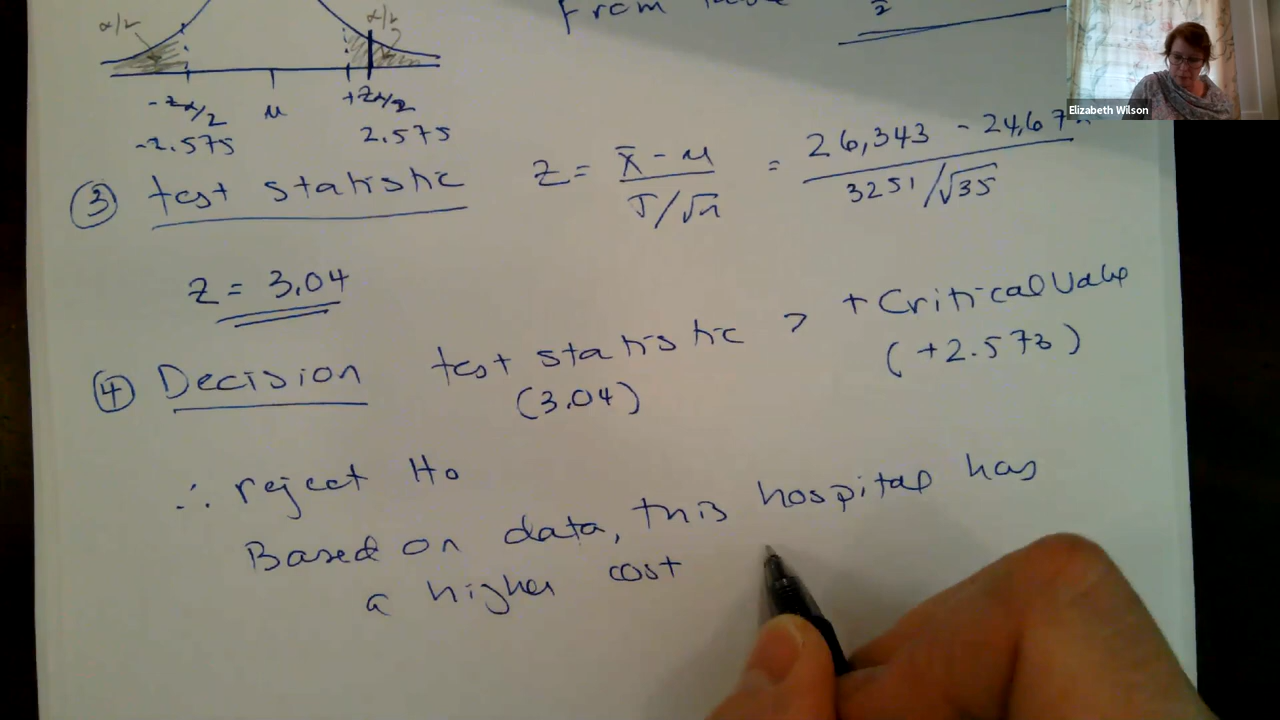 α/2 α/2
From
α/2
-zα/2 μ +zα/2
-2.575 2.575
Elizabeth Wilson
③ test statistic z = x̄ - μ / σ/√n = 26,343 - 24,67 / 3251/√35
z = 3.04
④ Decision test statistic > + Critical Value
(3.04) (+2.575)
∴ reject Ho
Based on data, this hospital has
a higher cost